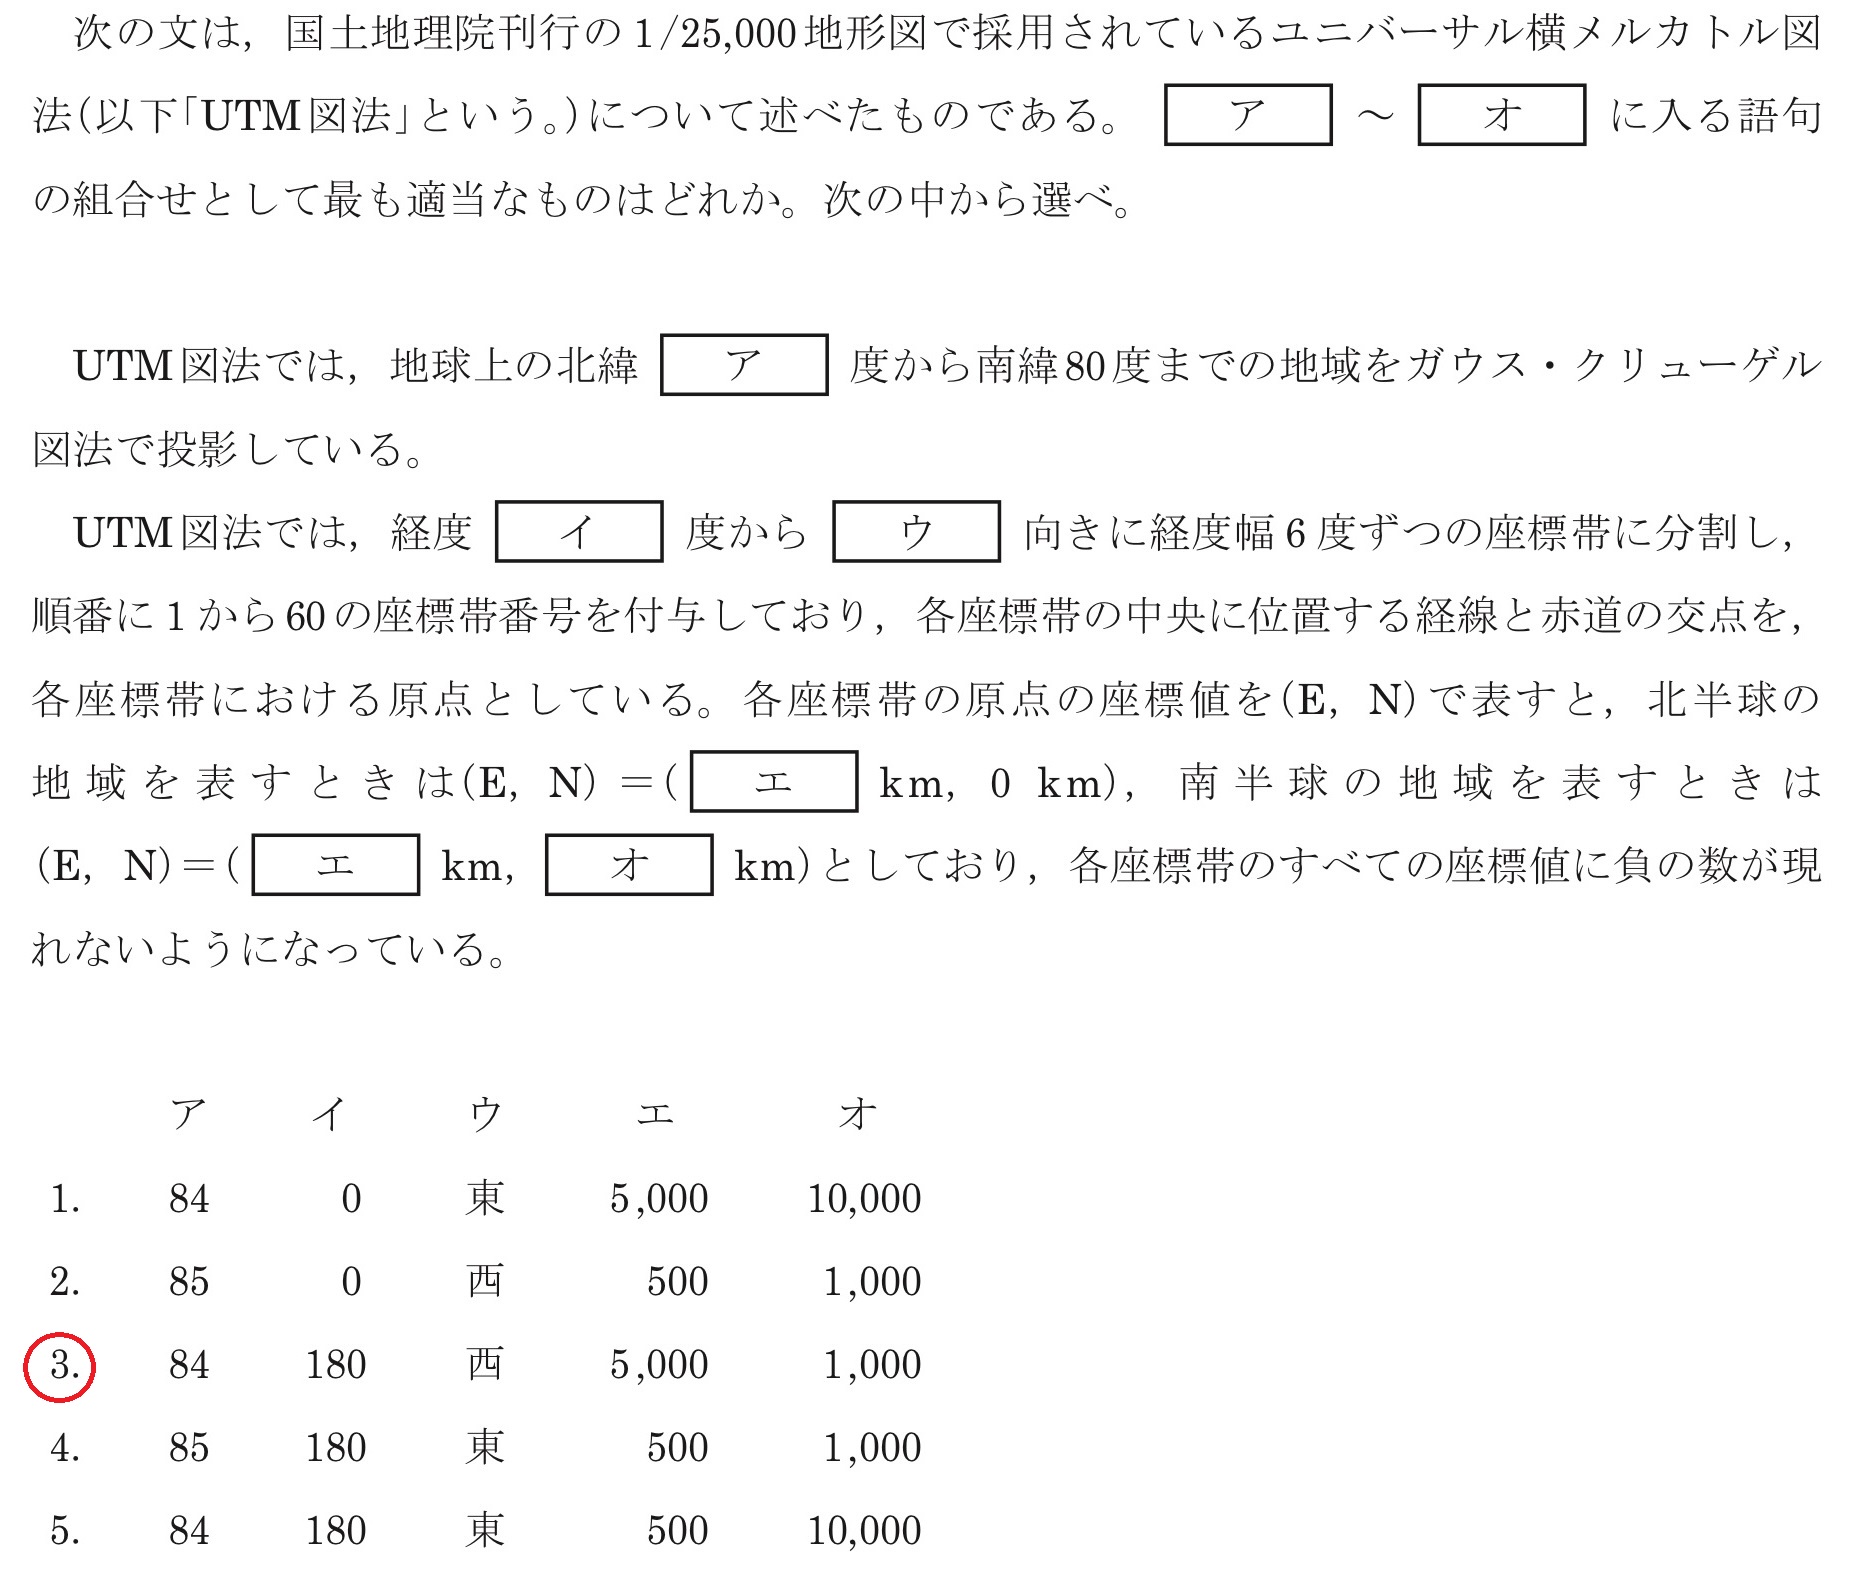 次の文は，国土地理院刊行の1/25,000地形図で採用されているユニバーサル横メルカトル図
法(以下「UTM図法」という。)について述べたものである。 ア ～ オ に入る語句
の組合せとして最も適当なものはどれか。次の中から選べ。
UTM図法では，地球上の北緯 ア 度から南緯80度までの地域をガウス・クリューゲル
図法で投影している。
UTM図法では，経度 イ 度から ウ 向きに経度幅6度ずつの座標帯に分割し，
順番に1から60の座標帯番号を付与しており，各座標帯の中央に位置する経線と赤道の交点を，
各座標帯における原点としている。各座標帯の原点の座標値を(E，N)で表すと，北半球の
地域を表すときは(E，N) =( エ km，0 km)，南半球の地域を表すときは
(E，N)=( エ km， オ km)としており，各座標帯のすべての座標値に負の数が現
れないようになっている。
ア イ ウ エ オ
1. 84 0 東 5,000 10,000
2. 85 0 西 500 1,000
3. 84 180 西 5,000 1,000
4. 85 180 東 500 1,000
5. 84 180 東 500 10,000